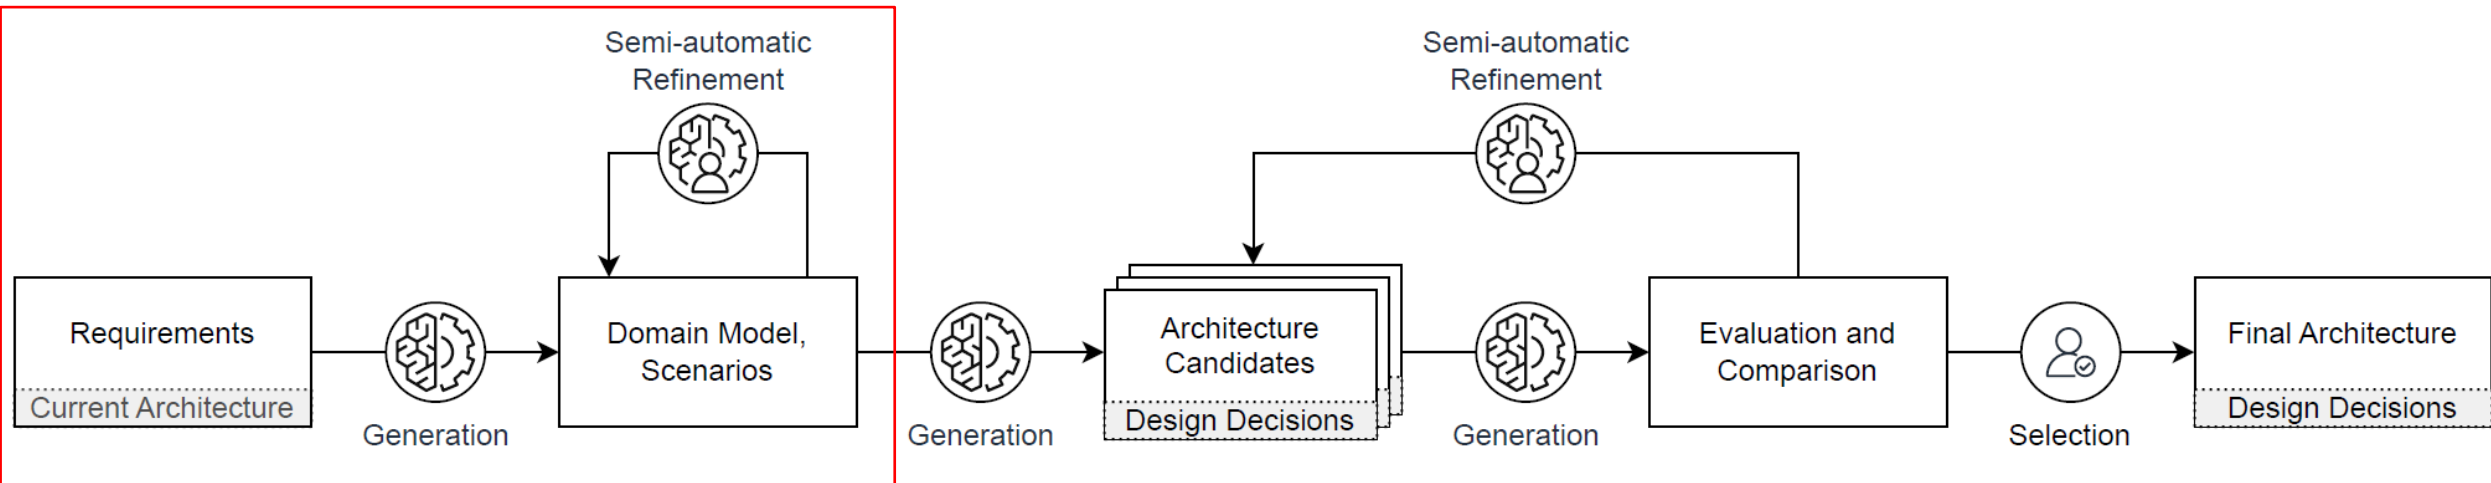 Semi-automatic
Refinement
Semi-automatic
Refinement
Requirements
Current Architecture
Generation
Domain Model,
Scenarios
Generation
Architecture
Candidates
Design Decisions
Generation
Evaluation and
Comparison
Selection
Final Architecture
Design Decisions